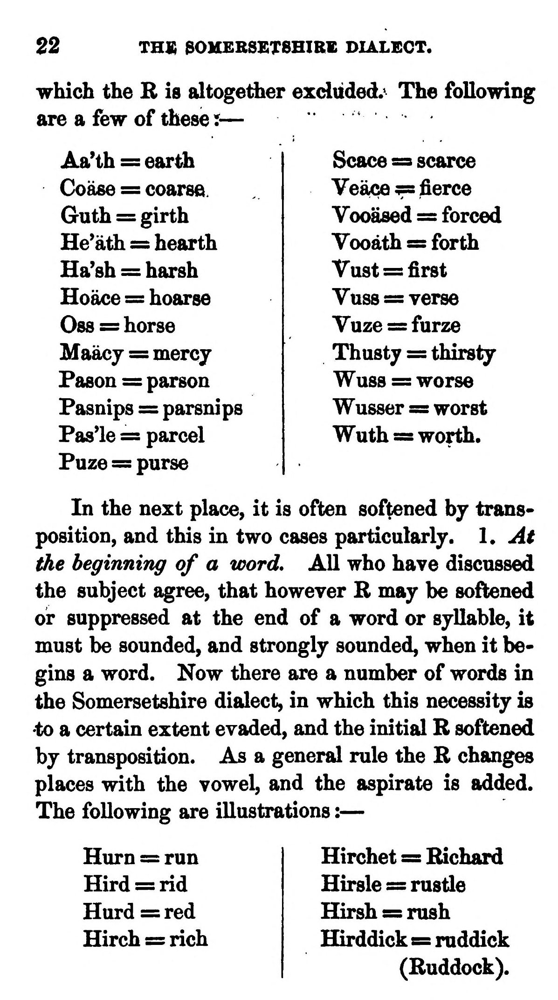 22 THE SOMERSETSHIRE DIALECT.
which the R is altogether excluded. The following
are a few of these :—
Aa’th = earth
Coäse = coarse
Guth = girth
He’äth = hearth
Ha’sh = harsh
Hoäce = hoarse
Oss = horse
Maäcy = mercy
Pason = parson
Pasnips = parsnips
Pas’le = parcel
Puze = purse
Scace = scarce
Veäce = fierce
Vooäsed = forced
Vooáth = forth
Vust = first
Vuss = verse
Vuze = furze
Thusty = thirsty
Wuss = worse
Wusser = worst
Wuth = worth.
In the next place, it is often softened by trans-
position, and this in two cases particularly. 1. At
the beginning of a word. All who have discussed
the subject agree, that however R may be softened
or suppressed at the end of a word or syllable, it
must be sounded, and strongly sounded, when it be-
gins a word. Now there are a number of words in
the Somersetshire dialect, in which this necessity is
to a certain extent evaded, and the initial R softened
by transposition. As a general rule the R changes
places with the vowel, and the aspirate is added.
The following are illustrations :—
Hurn = run
Hird = rid
Hurd = red
Hirch = rich
Hirchet = Richard
Hirsle = rustle
Hirsh = rush
Hirddick = ruddick
(Ruddock).